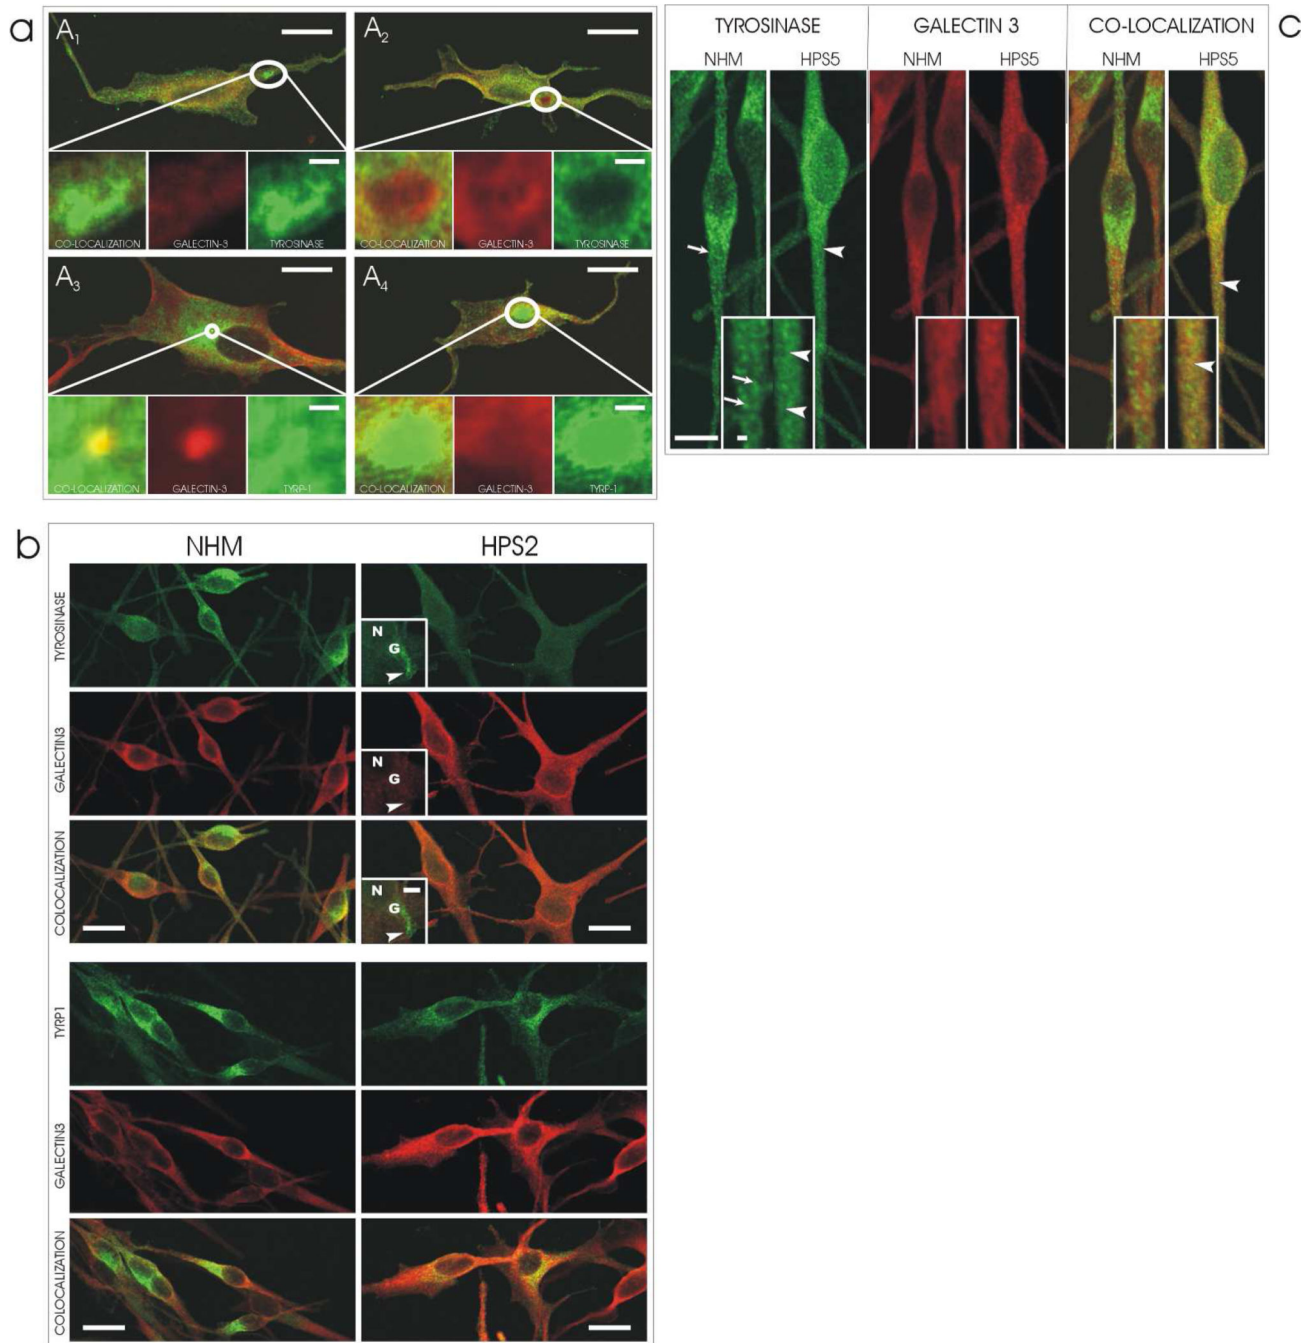 a
A1
A2
CO-LOCALIZATION GALECTIN-3 TYROSINASE
CO-LOCALIZATION GALECTIN-3 TYROSINASE
A3
A4
CO-LOCALIZATION GALECTIN-3 TYRP-1
CO-LOCALIZATION GALECTIN-3 TYRP-1
c
TYROSINASE GALECTIN 3 CO-LOCALIZATION
NHM HPS5 NHM HPS5 NHM HPS5
b
NHM HPS2
TYROSINASE
N
G
GALECTIN3
N
G
COLOCALIZATION
N
G
TYRP1
GALECTIN3
COLOCALIZATION